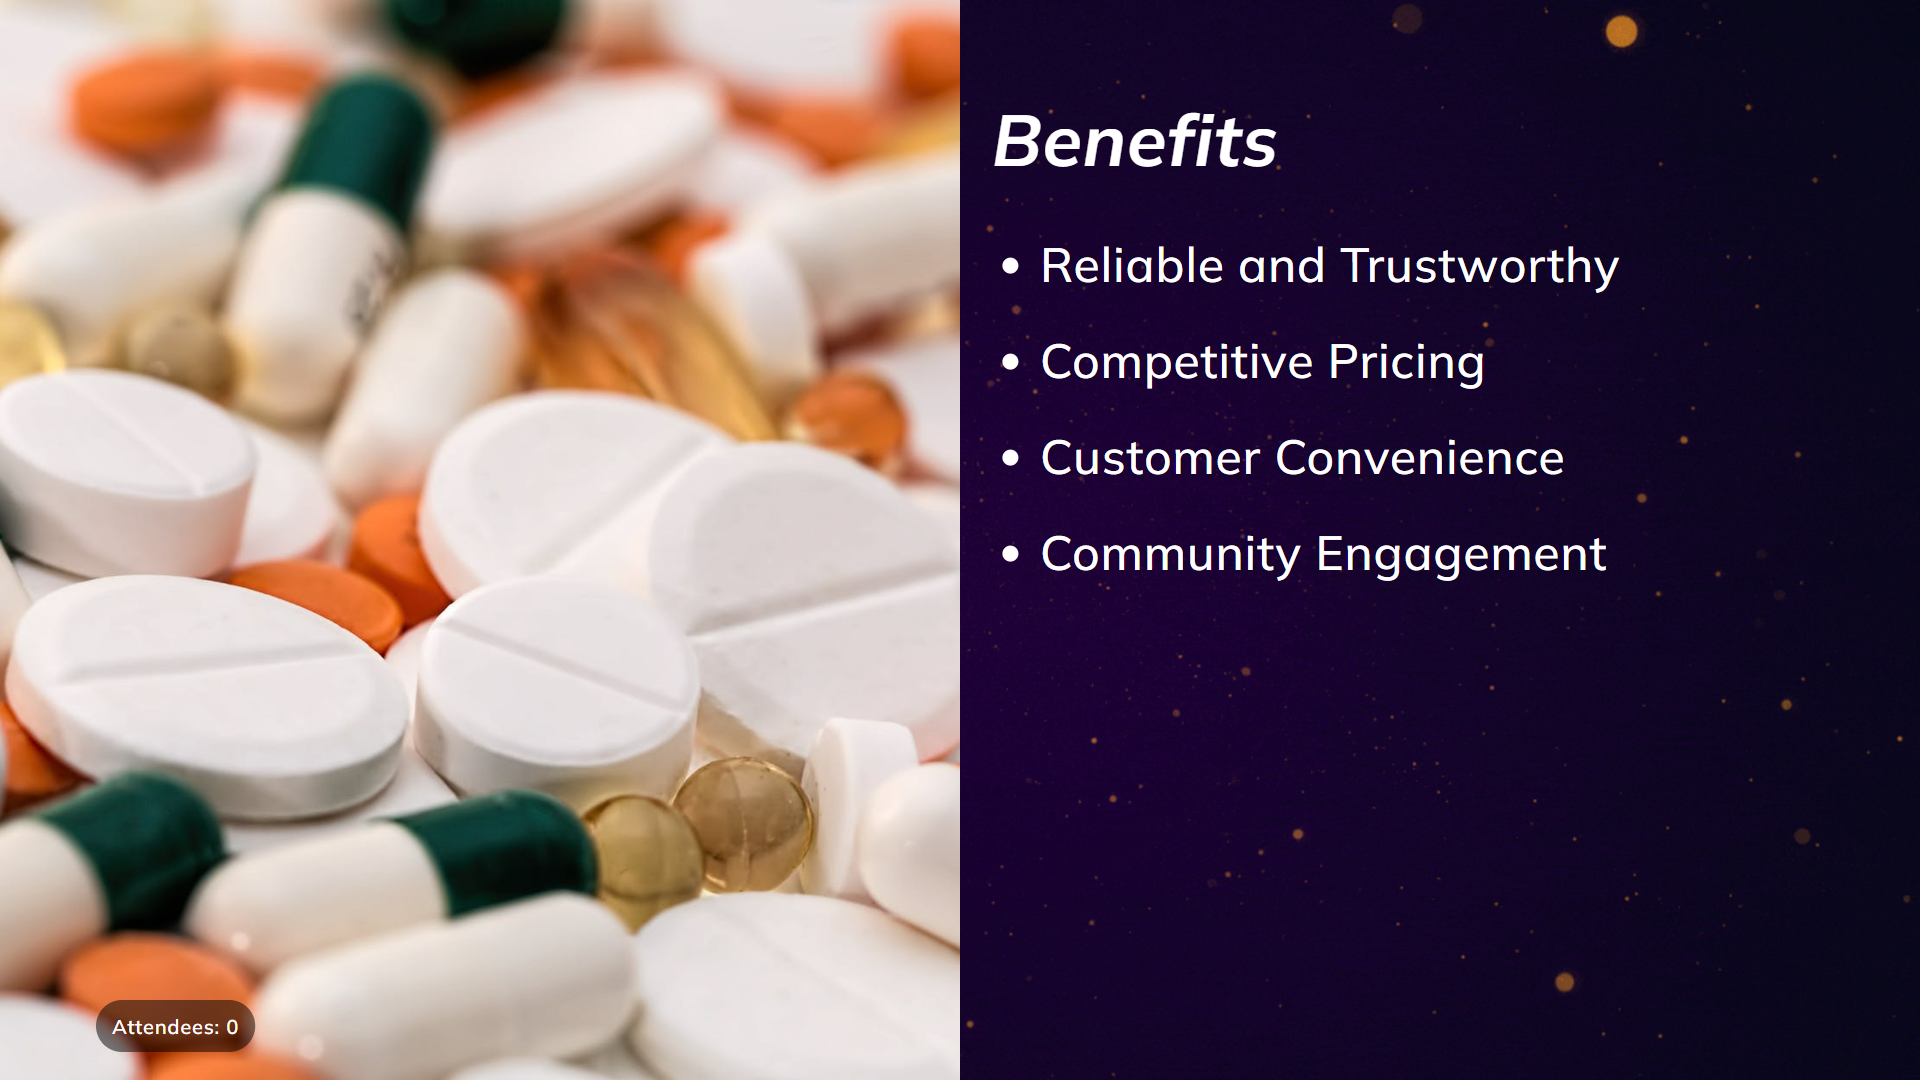 Benefits
• Reliable and Trustworthy
• Competitive Pricing
• Customer Convenience
• Community Engagement
Attendees: 0